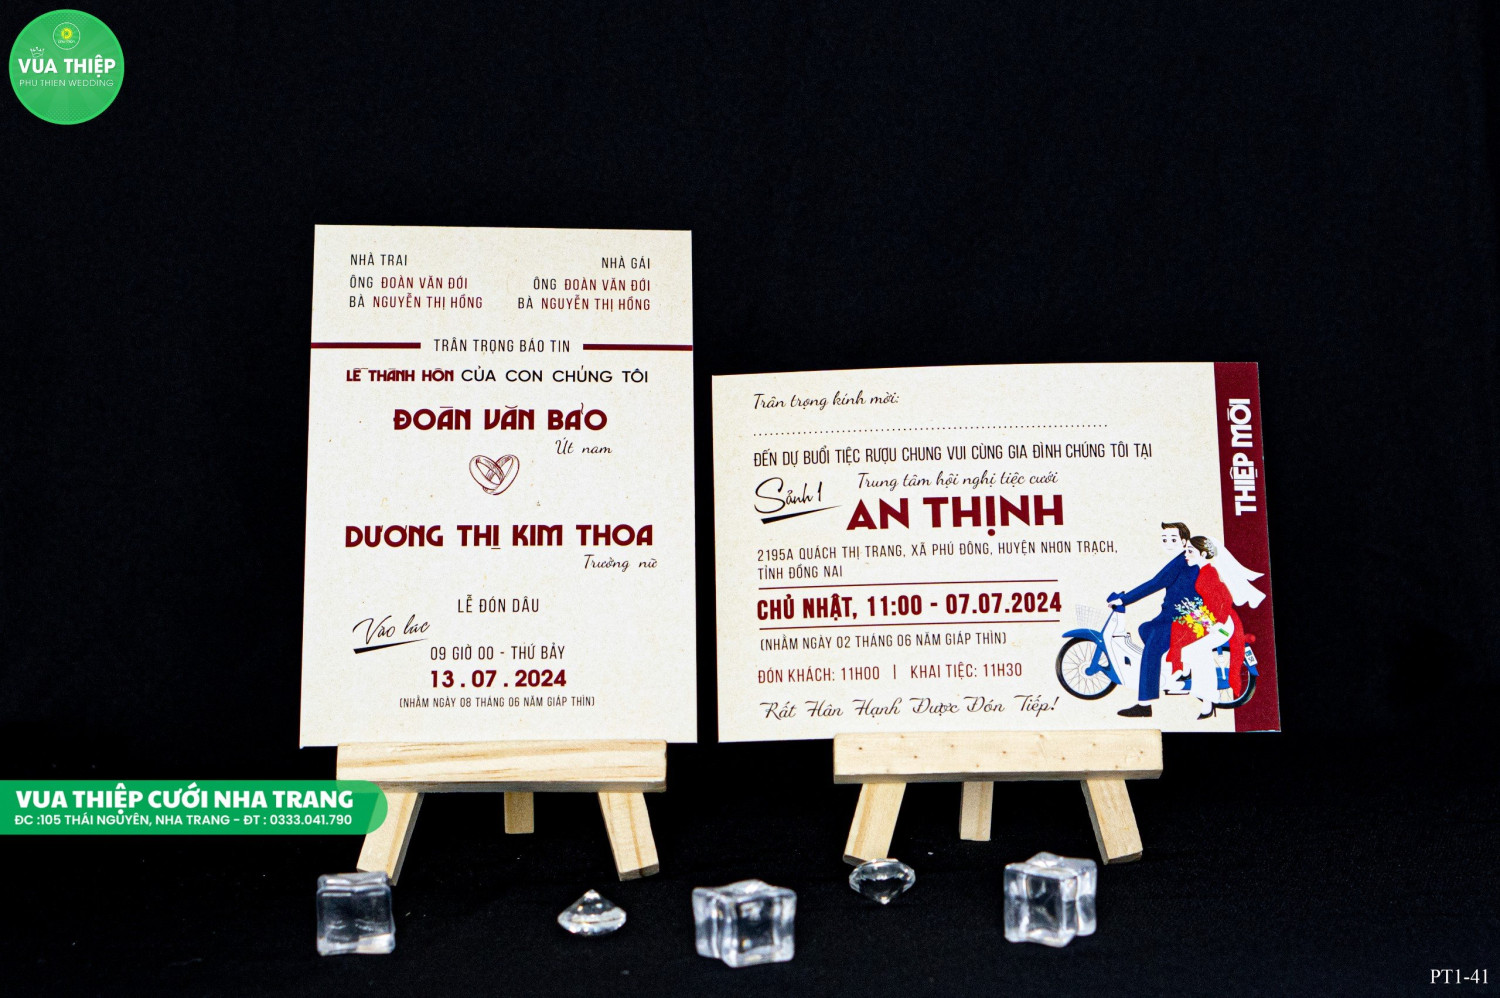 VUA THIỆP
PHU THIEN WEDDING
NHÀ TRAI
ÔNG ĐOÀN VĂN ĐỚI
BÀ NGUYỄN THỊ HỒNG
NHÀ GÁI
ÔNG ĐOÀN VĂN ĐỚI
BÀ NGUYỄN THỊ HỒNG
TRÂN TRỌNG BÁO TIN
LỄ THÀNH HÔN CỦA CON CHÚNG TÔI
ĐOÀN VĂN BẢO
Út nam
DƯƠNG THỊ KIM THOA
Trưởng nữ
LỄ ĐÓN DÂU
Vào lúc
09 GIỜ 00 - THỨ BẢY
13.07.2024
(NHẰM NGÀY 08 THÁNG 06 NĂM GIÁP THÌN)
Trân trọng kính mời:
ĐẾN DỰ BUỔI TIỆC RƯỢU CHUNG VUI CÙNG GIA ĐÌNH CHÚNG TÔI TẠI
Sảnh 1
Trung tâm hội nghị tiệc cưới
AN THỊNH
2195A QUÁCH THỊ TRANG, XÃ PHÚ ĐÔNG, HUYỆN NHƠN TRẠCH,
TỈNH ĐỒNG NAI
CHỦ NHẬT, 11:00 - 07.07.2024
(NHẰM NGÀY 02 THÁNG 06 NĂM GIÁP THÌN)
ĐÓN KHÁCH: 11H00 | KHAI TIỆC: 11H30
Rất Hân Hạnh Được Đón Tiếp!
THIỆP MỜI
VUA THIỆP CƯỚI NHA TRANG
ĐC :105 THÁI NGUYÊN, NHA TRANG - ĐT : 0333.041.790
PT1-41